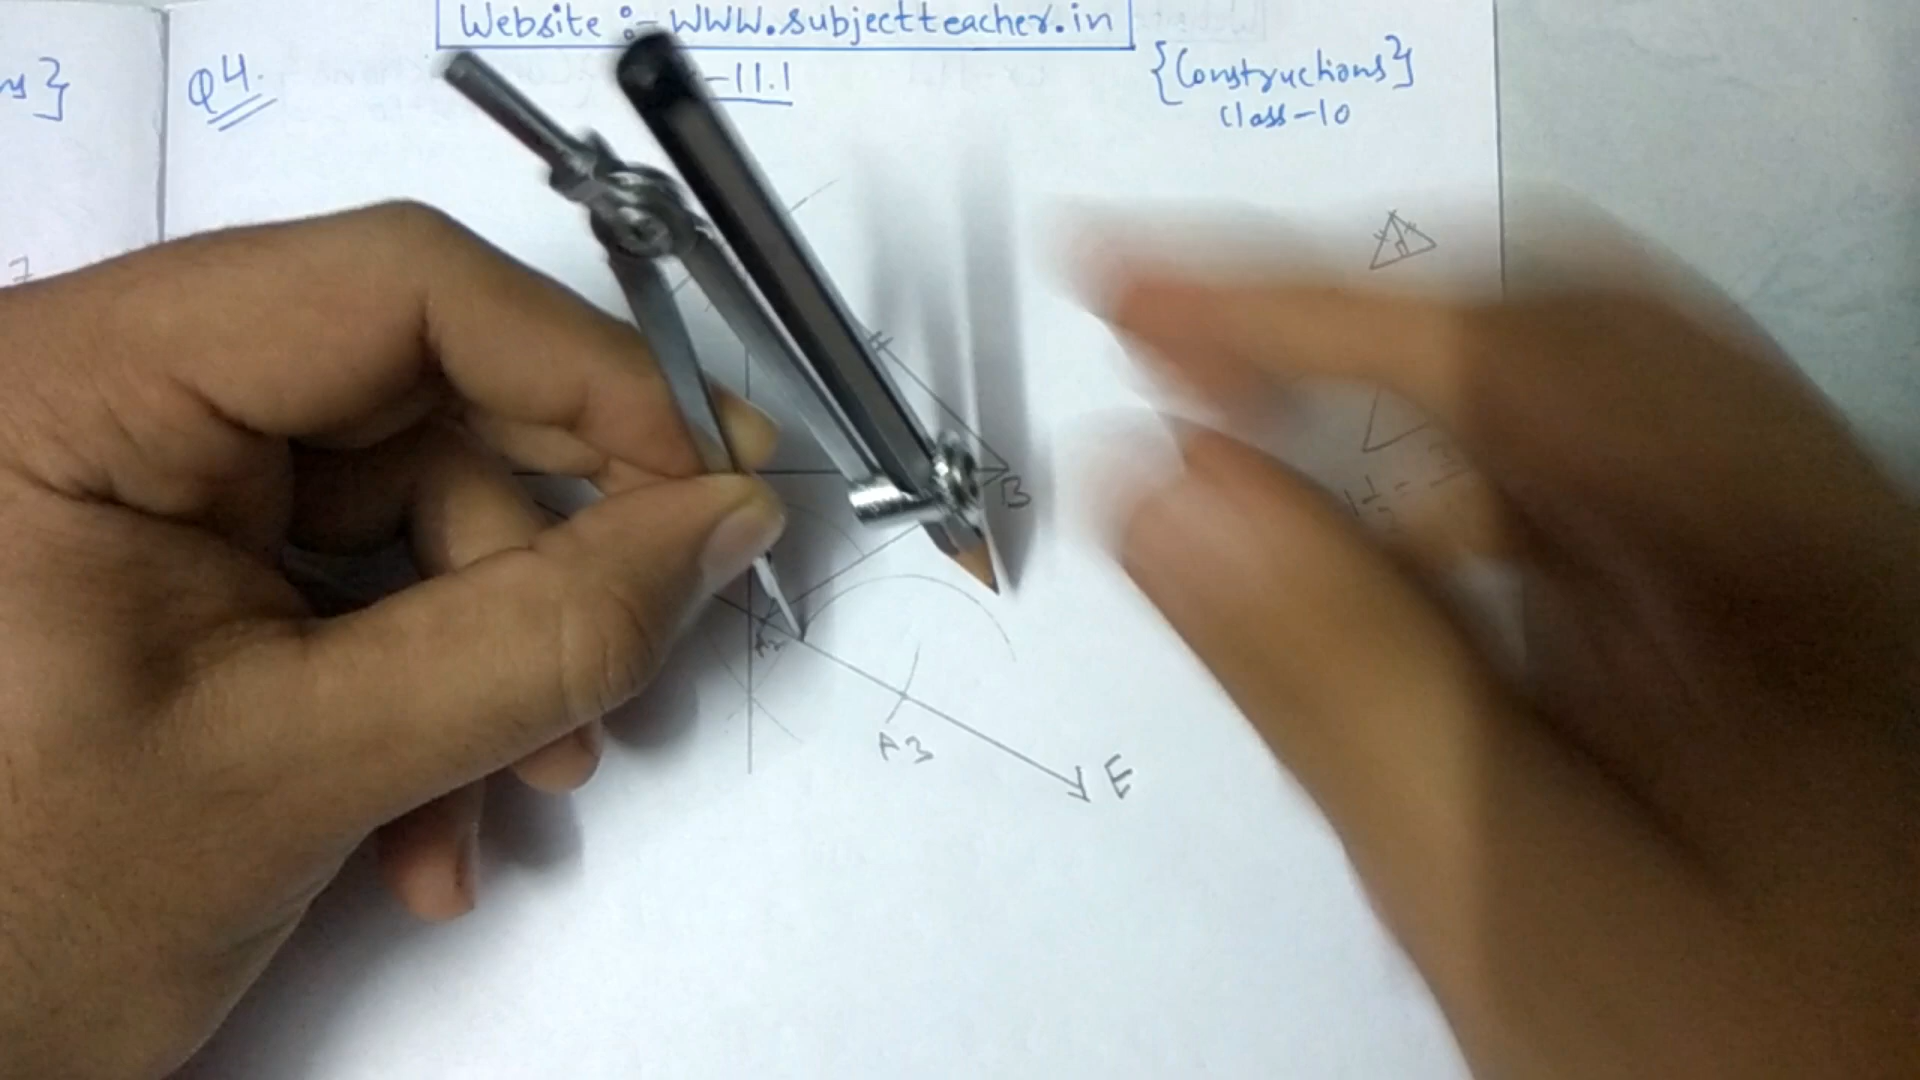 Website :- WWW.subjectteacher.in
Q4.
-11.1
{Constructions}
Class-10
B
A2
A3
E